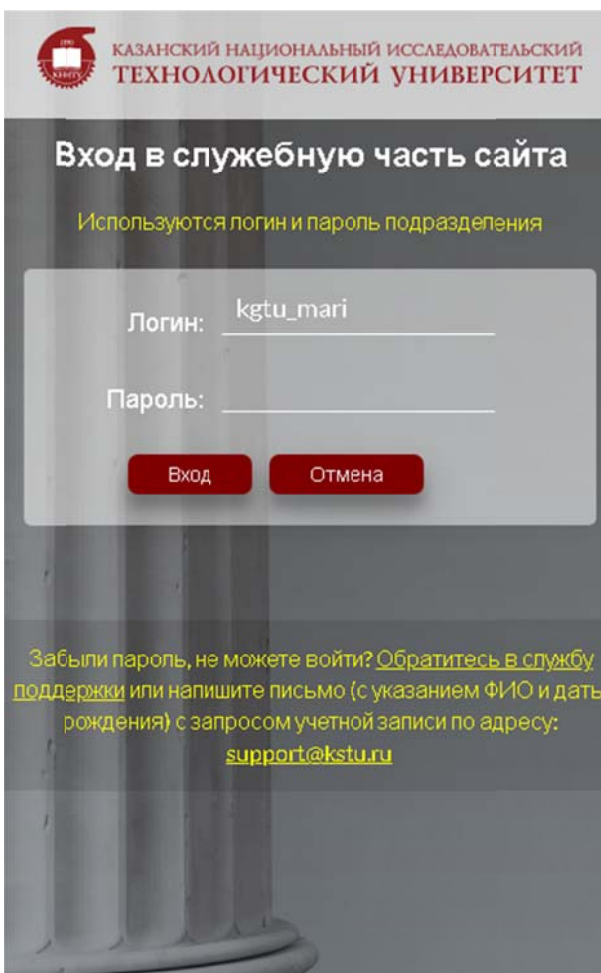 КАЗАНСКИЙ НАЦИОНАЛЬНЫЙ ИССЛЕДОВАТЕЛЬСКИЙ
ТЕХНОЛОГИЧЕСКИЙ УНИВЕРСИТЕТ
Вход в служебную часть сайта
Используются логин и пароль подразделения
Логин: kgtu_mari
Пароль:
Вход Отмена
Забыли пароль, не можете войти? Обратитесь в службу
поддержки или напишите письмо (с указанием ФИО и даты
рождения) с запросом учетной записи по адресу:
support@kstu.ru